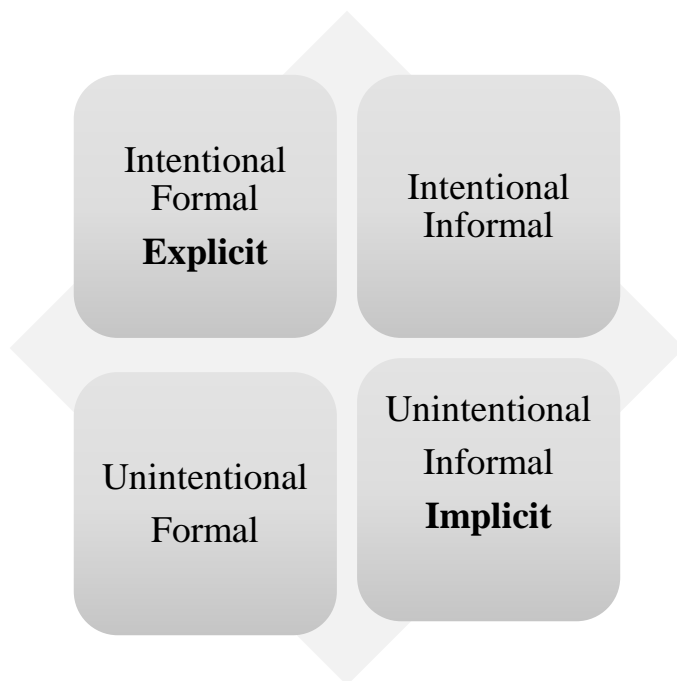 Intentional
Formal
Explicit
Intentional
Informal
Unintentional
Formal
Unintentional
Informal
Implicit